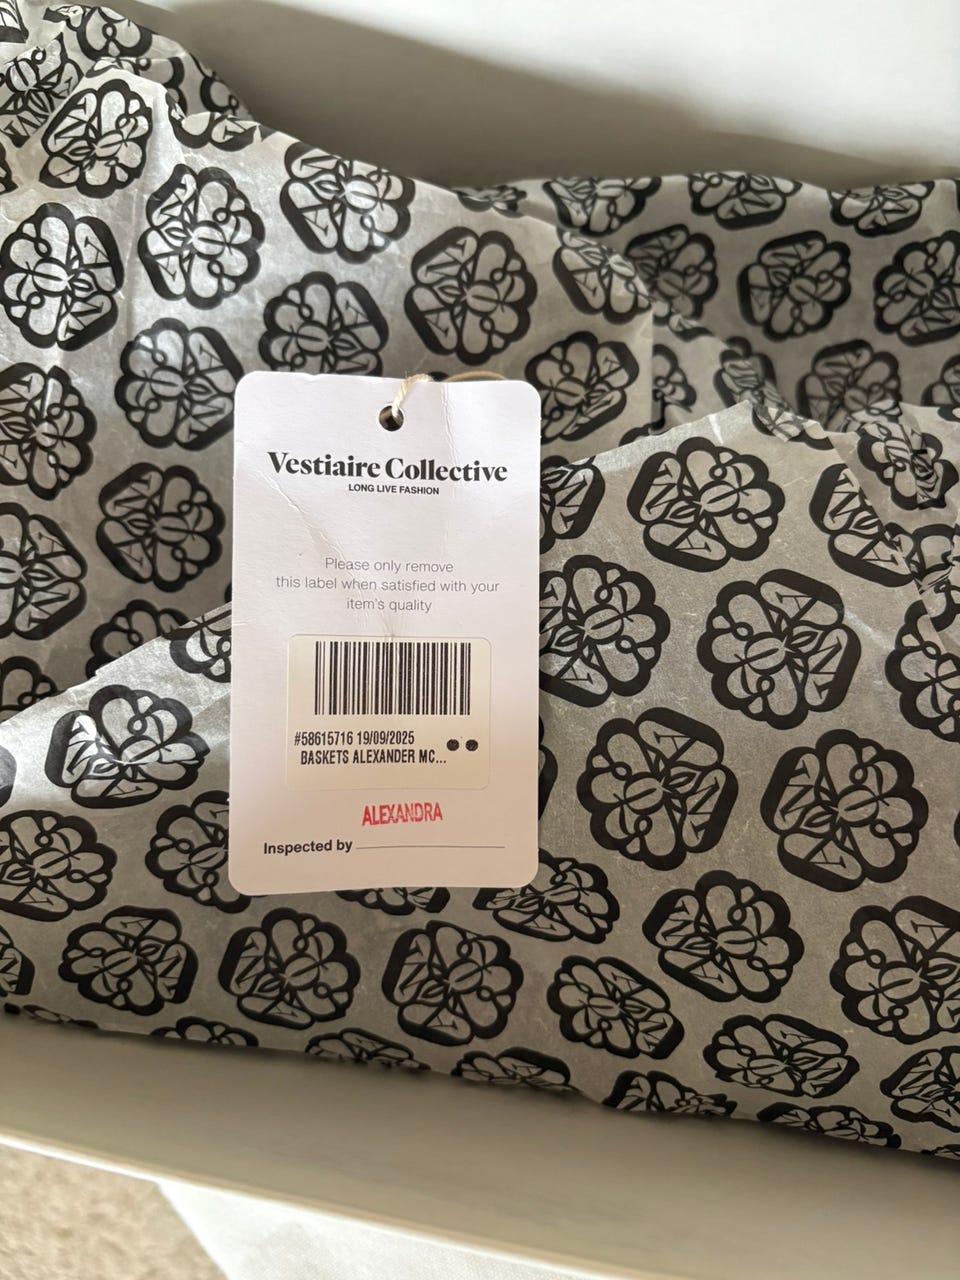 Vestiaire Collective
LONG LIVE FASHION
Please only remove
this label when satisfied with your
item's quality
#58615716 19/09/2025
BASKETS ALEXANDER MC...
ALEXANDRA
Inspected by